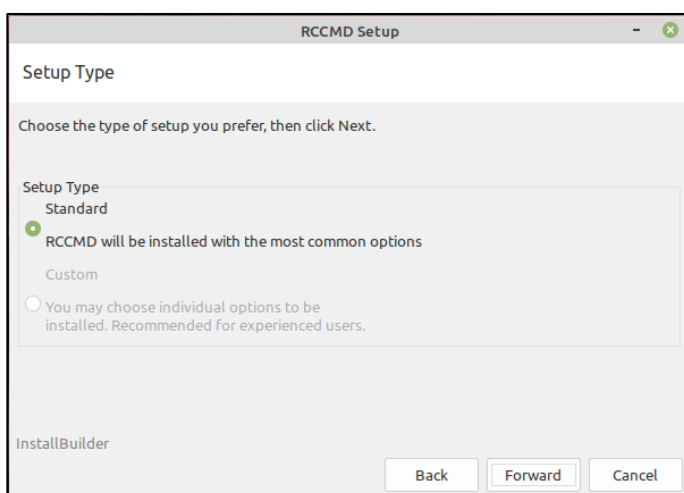 RCCMD Setup
Setup Type
Choose the type of setup you prefer, then click Next.
Setup Type
Standard
RCCMD will be installed with the most common options
Custom
You may choose individual options to be
installed. Recommended for experienced users.
InstallBuilder
Back Forward Cancel